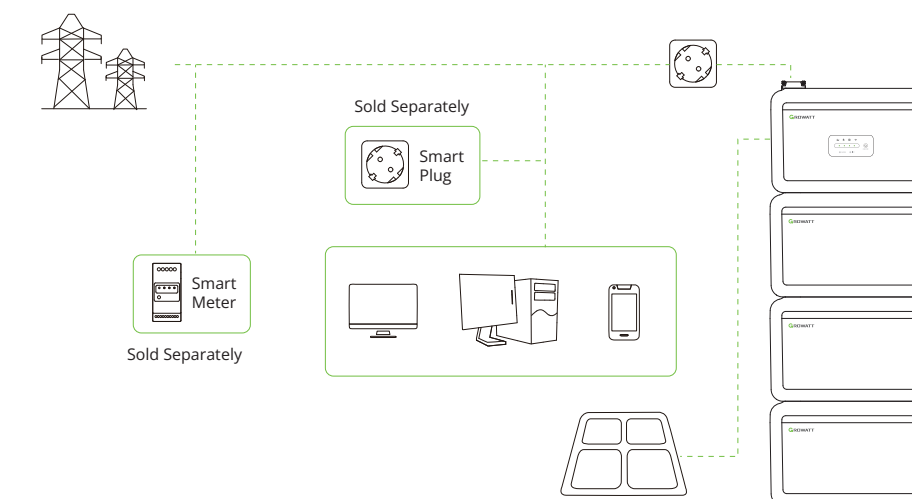 Sold Separately
GROWATT
Smart
Plug
GROWATT
Smart
Meter
GROWATT
Sold Separately
GROWATT